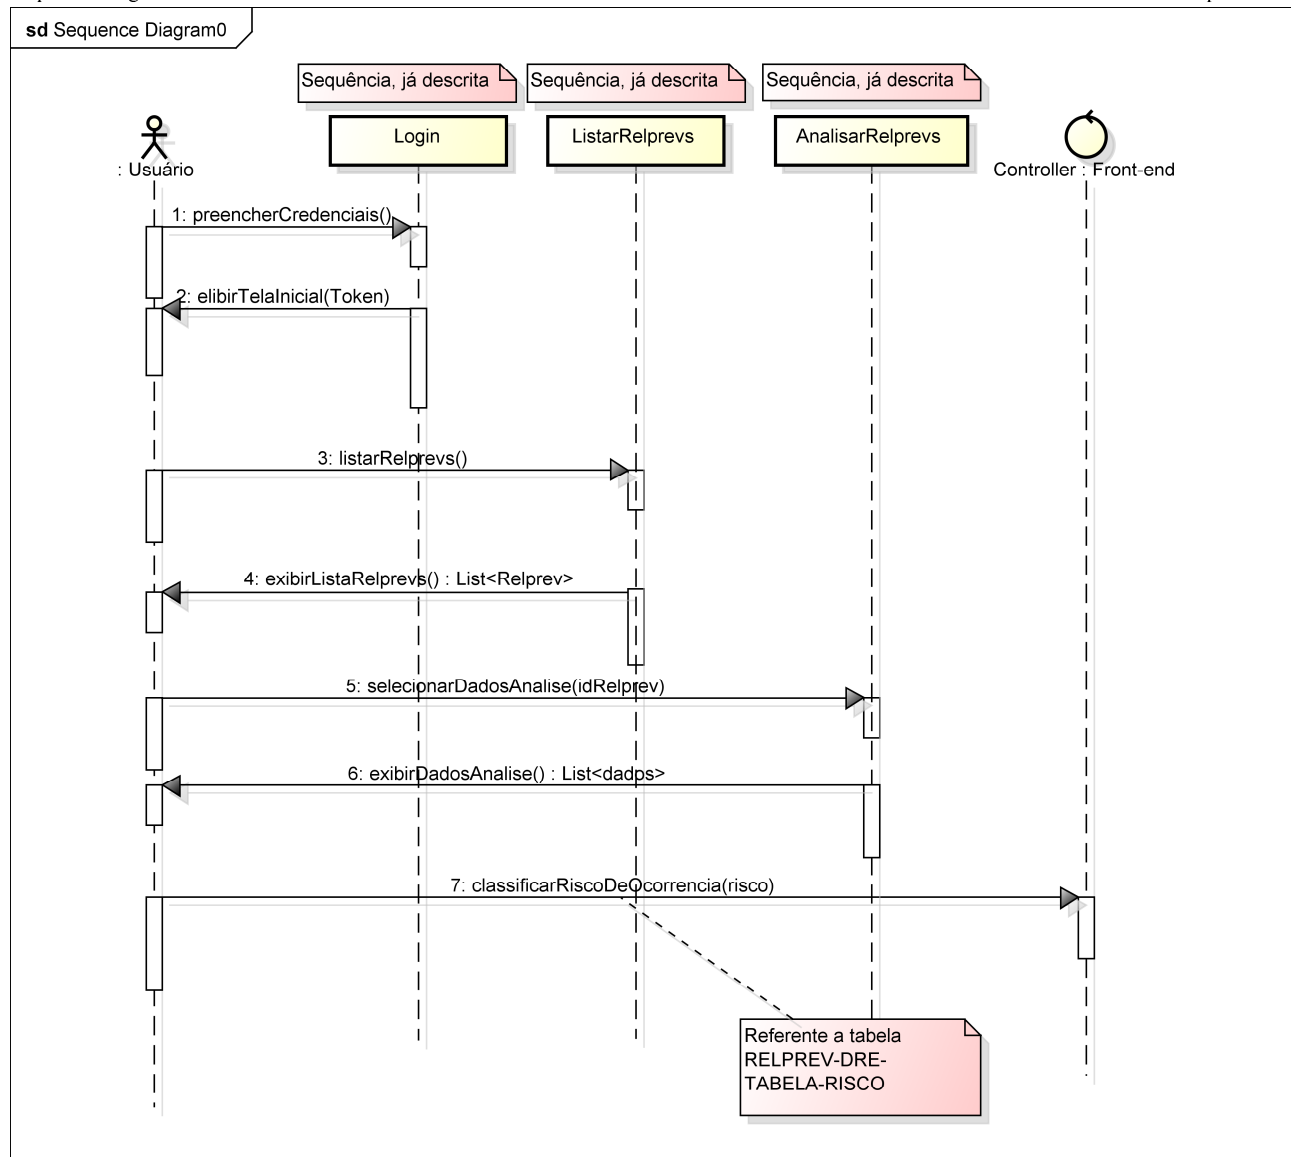 sd Sequence Diagram0
Sequência, já descrita
Sequência, já descrita
Sequência, já descrita
Login
ListarRelprevs
AnalisarRelprevs
: Usuário
Controller : Front-end
1: preencherCredenciais()
2: elibirTelaInicial(Token)
3: listarRelprevs()
4: exibirListaRelprevs() : List<Relprev>
5: selecionarDadosAnalise(idRelprev)
6: exibirDadosAnalise() : List<dadps>
7: classificarRiscoDeOcorrencia(risco)
Referente a tabela
RELPREV-DRE-
TABELA-RISCO